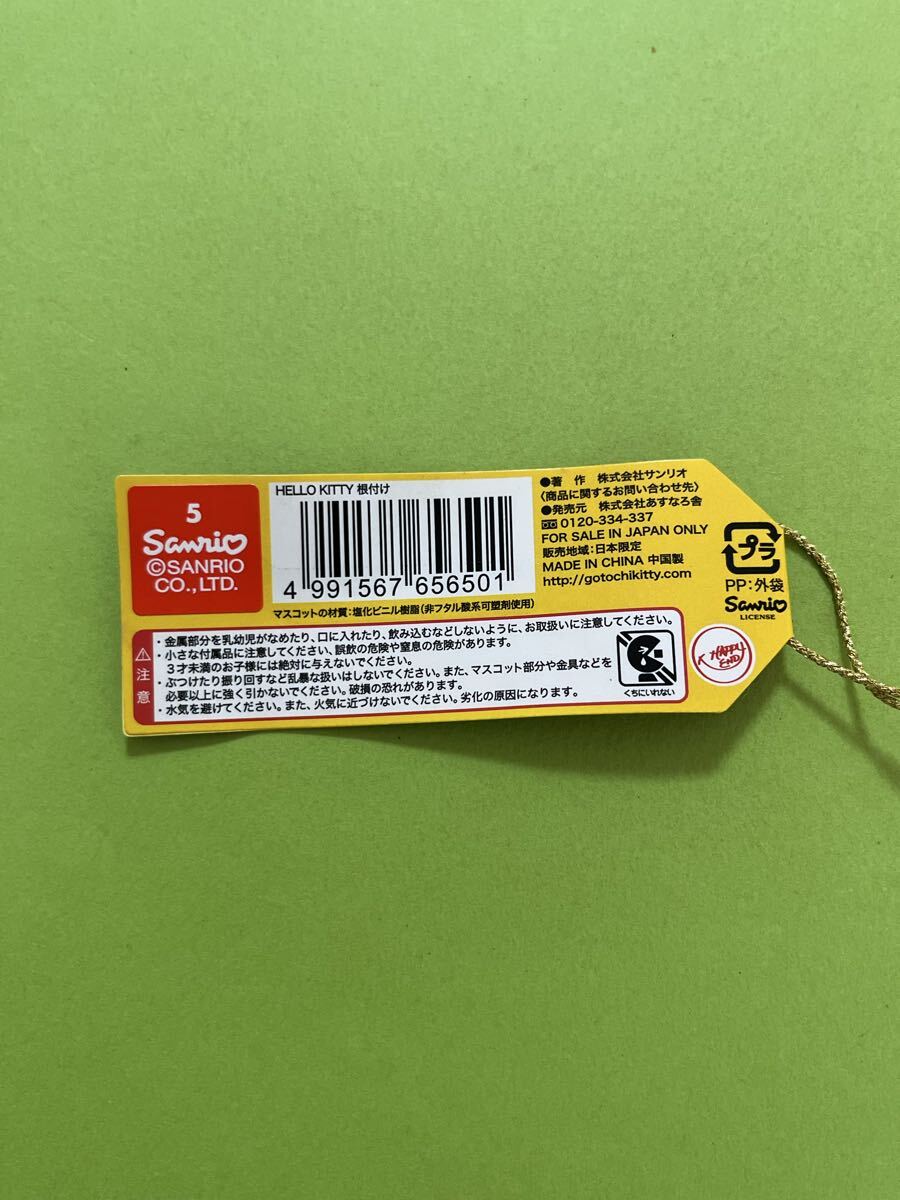 5
Sanrio
©SANRIO
CO.,LTD.
HELLO KITTY 根付け
4 991567 656501
マスコットの材質：塩化ビニル樹脂（非フタル酸系可塑剤使用）
●著　作　株式会社サンリオ
〈商品に関するお問い合わせ先〉
●発売元　株式会社あすなろ舎
0120-334-337
FOR SALE IN JAPAN ONLY
販売地域：日本限定
MADE IN CHINA 中国製
http://gotochikitty.com
プラ
PP：外袋
Sanrio
LICENSE
HAPPY
END
注意
・金属部分を乳幼児がなめたり、口に入れたり、飲み込むなどしないように、お取扱いに注意してください。
・小さな付属品に注意してください、誤飲の危険や窒息の危険があります。
３才未満のお子様には絶対に与えないでください。
・ぶつけたり振り回すなど乱暴な扱いはしないでください。また、マスコット部分や金具などを
必要以上に強く引かないでください。破損の恐れがあります。
・水気を避けてください。また、火気に近づけないでください。劣化の原因になります。
くちにいれない